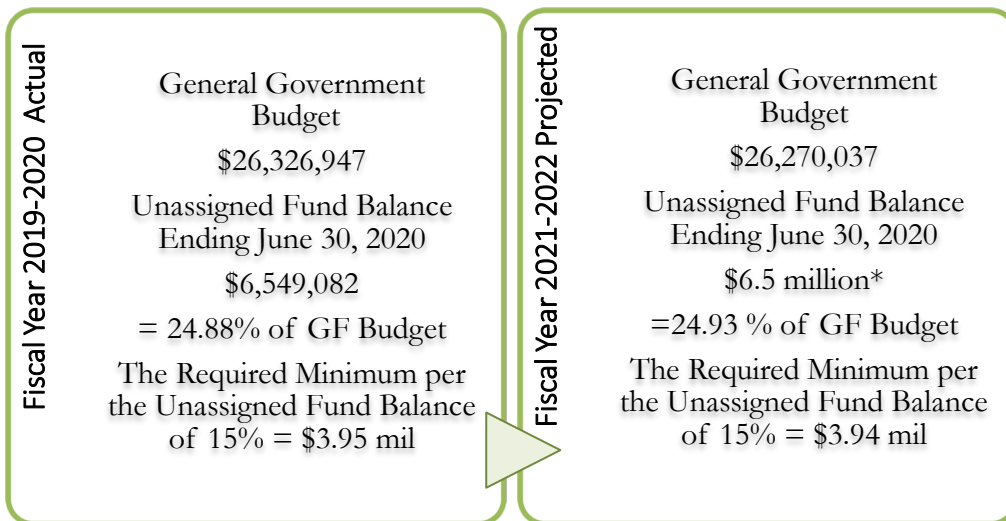 Fiscal Year 2019-2020 Actual
General Government
Budget
$26,326,947
Unassigned Fund Balance
Ending June 30, 2020
$6,549,082
= 24.88% of GF Budget
The Required Minimum per
the Unassigned Fund Balance
of 15% = $3.95 mil
Fiscal Year 2021-2022 Projected
General Government
Budget
$26,270,037
Unassigned Fund Balance
Ending June 30, 2020
$6.5 million*
=24.93 % of GF Budget
The Required Minimum per
the Unassigned Fund Balance
of 15% = $3.94 mil